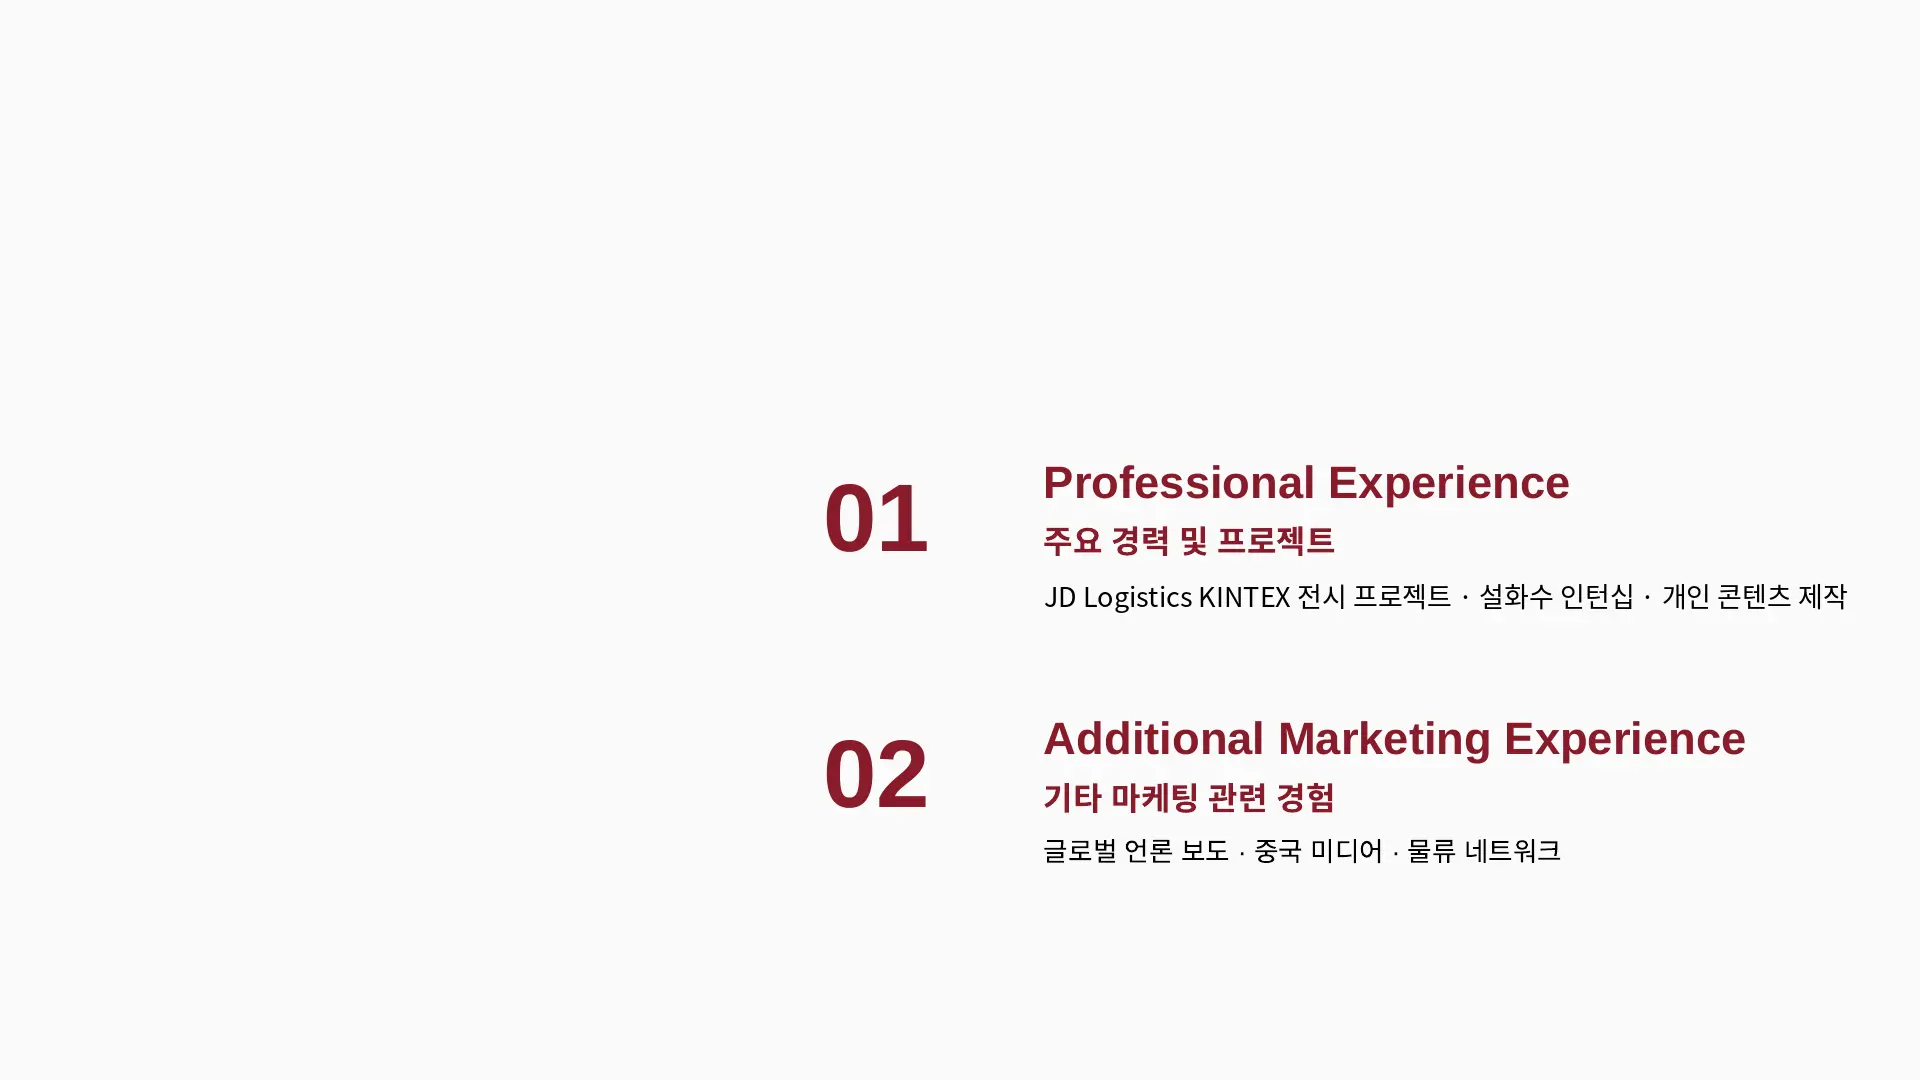 01
Professional Experience
주요 경력 및 프로젝트
JD Logistics KINTEX 전시 프로젝트 · 설화수 인턴십 · 개인 콘텐츠 제작
02
Additional Marketing Experience
기타 마케팅 관련 경험
글로벌 언론 보도 · 중국 미디어 · 물류 네트워크